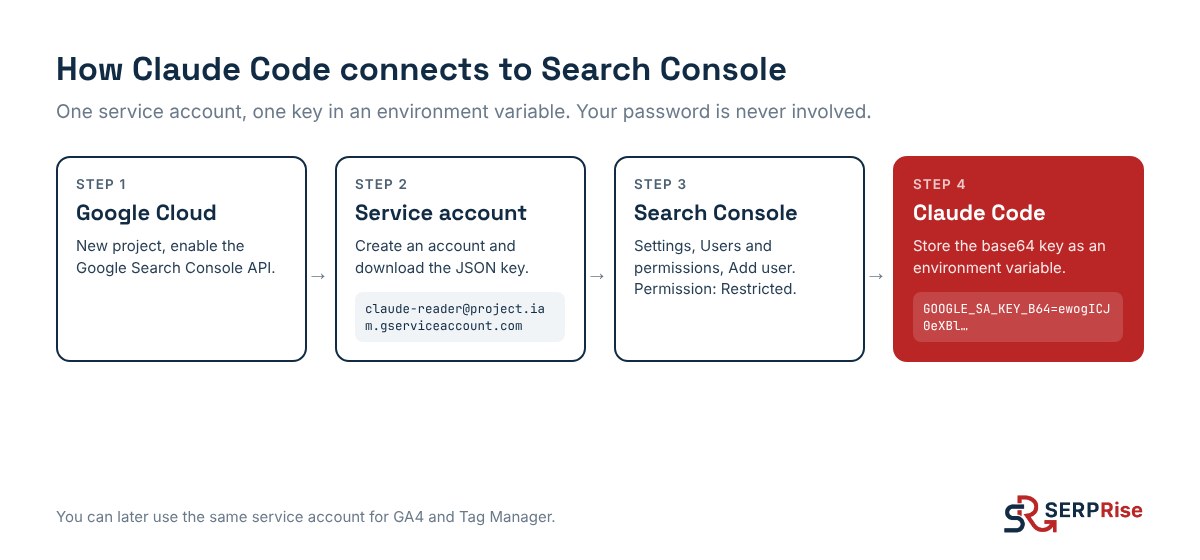 How Claude Code connects to Search Console
One service account, one key in an environment variable. Your password is never involved.
STEP 1
Google Cloud
New project, enable the
Google Search Console API.
→
STEP 2
Service account
Create an account and
download the JSON key.
claude-reader@project.ia
m.gserviceaccount.com
→
STEP 3
Search Console
Settings, Users and
permissions, Add user.
Permission: Restricted.
→
STEP 4
Claude Code
Store the base64 key as an
environment variable.
GOOGLE_SA_KEY_B64=ewogICJ
0eXBl…
You can later use the same service account for GA4 and Tag Manager.
SR SERPRise